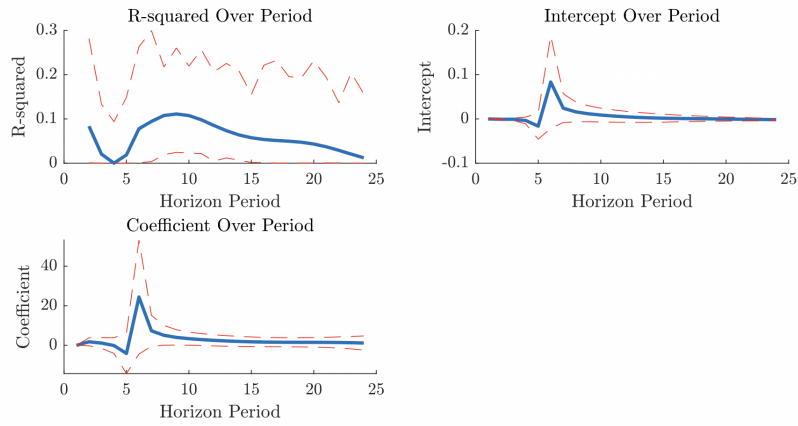 R-squared Over Period
R-squared
0.3
0.2
0.1
0
0 5 10 15 20 25
Horizon Period
Intercept Over Period
Intercept
0.2
0.1
0
-0.1
0 5 10 15 20 25
Horizon Period
Coefficient Over Period
Coefficient
40
20
0
0 5 10 15 20 25
Horizon Period